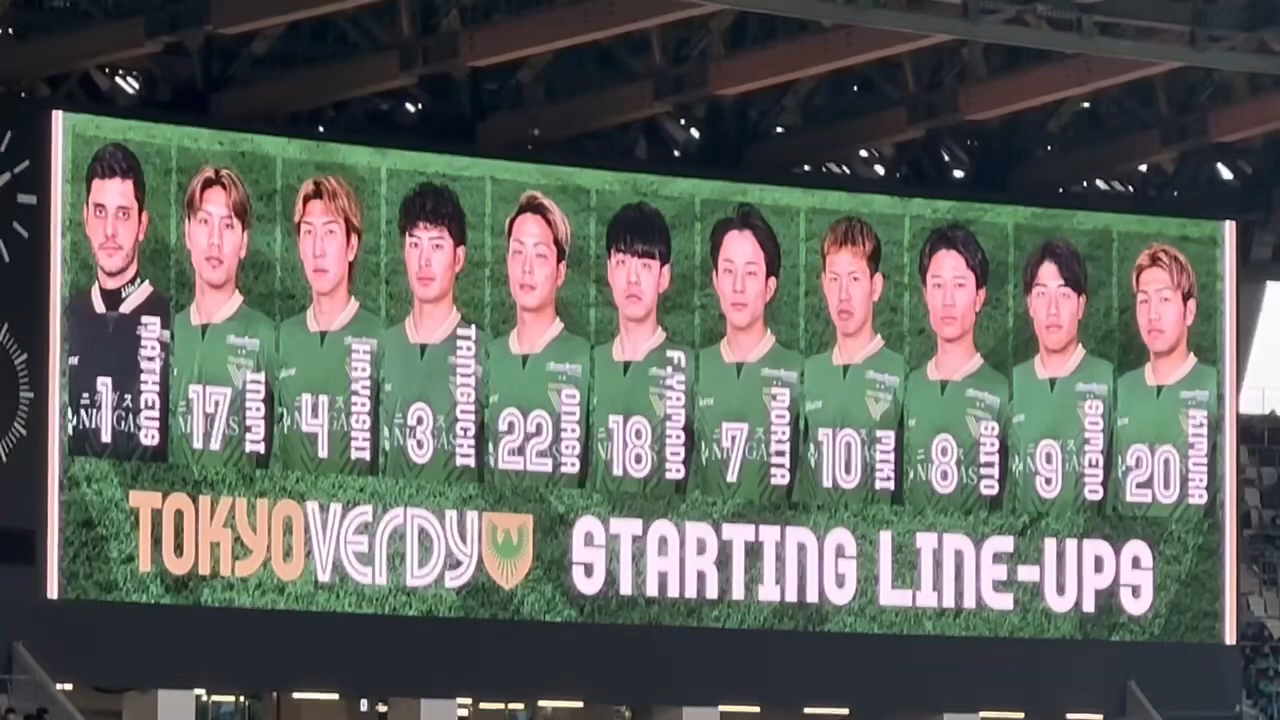 1 MATHEUS
17 INAMI
4 HAYASHI
3 TANIGUCHI
22 ONAGA
18 F.YAMADA
7 MORITA
10 MIKI
8 SAITO
9 SOMENO
20 KIMURA
TOKYO VERDY STARTING LINE-UPS